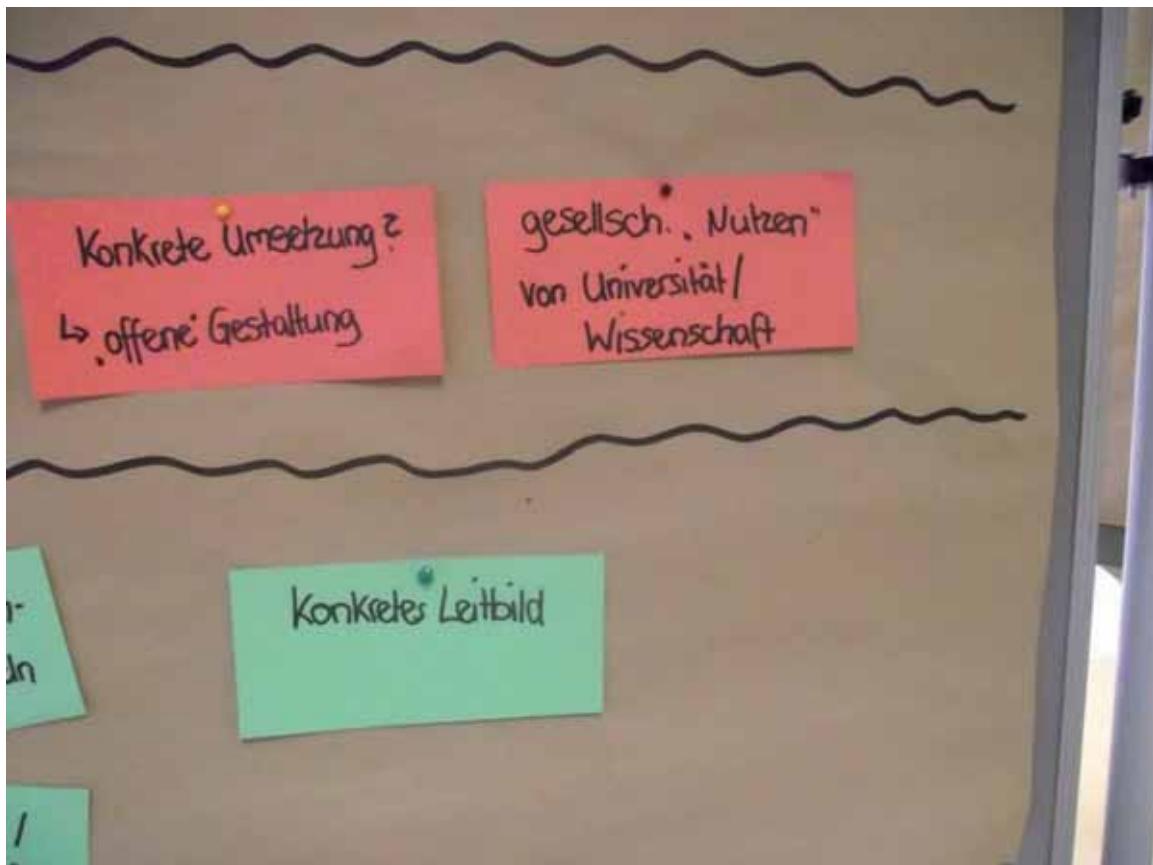 Konkrete Umsetzung?
↳ „offene“ Gestaltung
gesellsch. „Nutzen“
von Universität/
Wissenschaft
Konkretes Leitbild